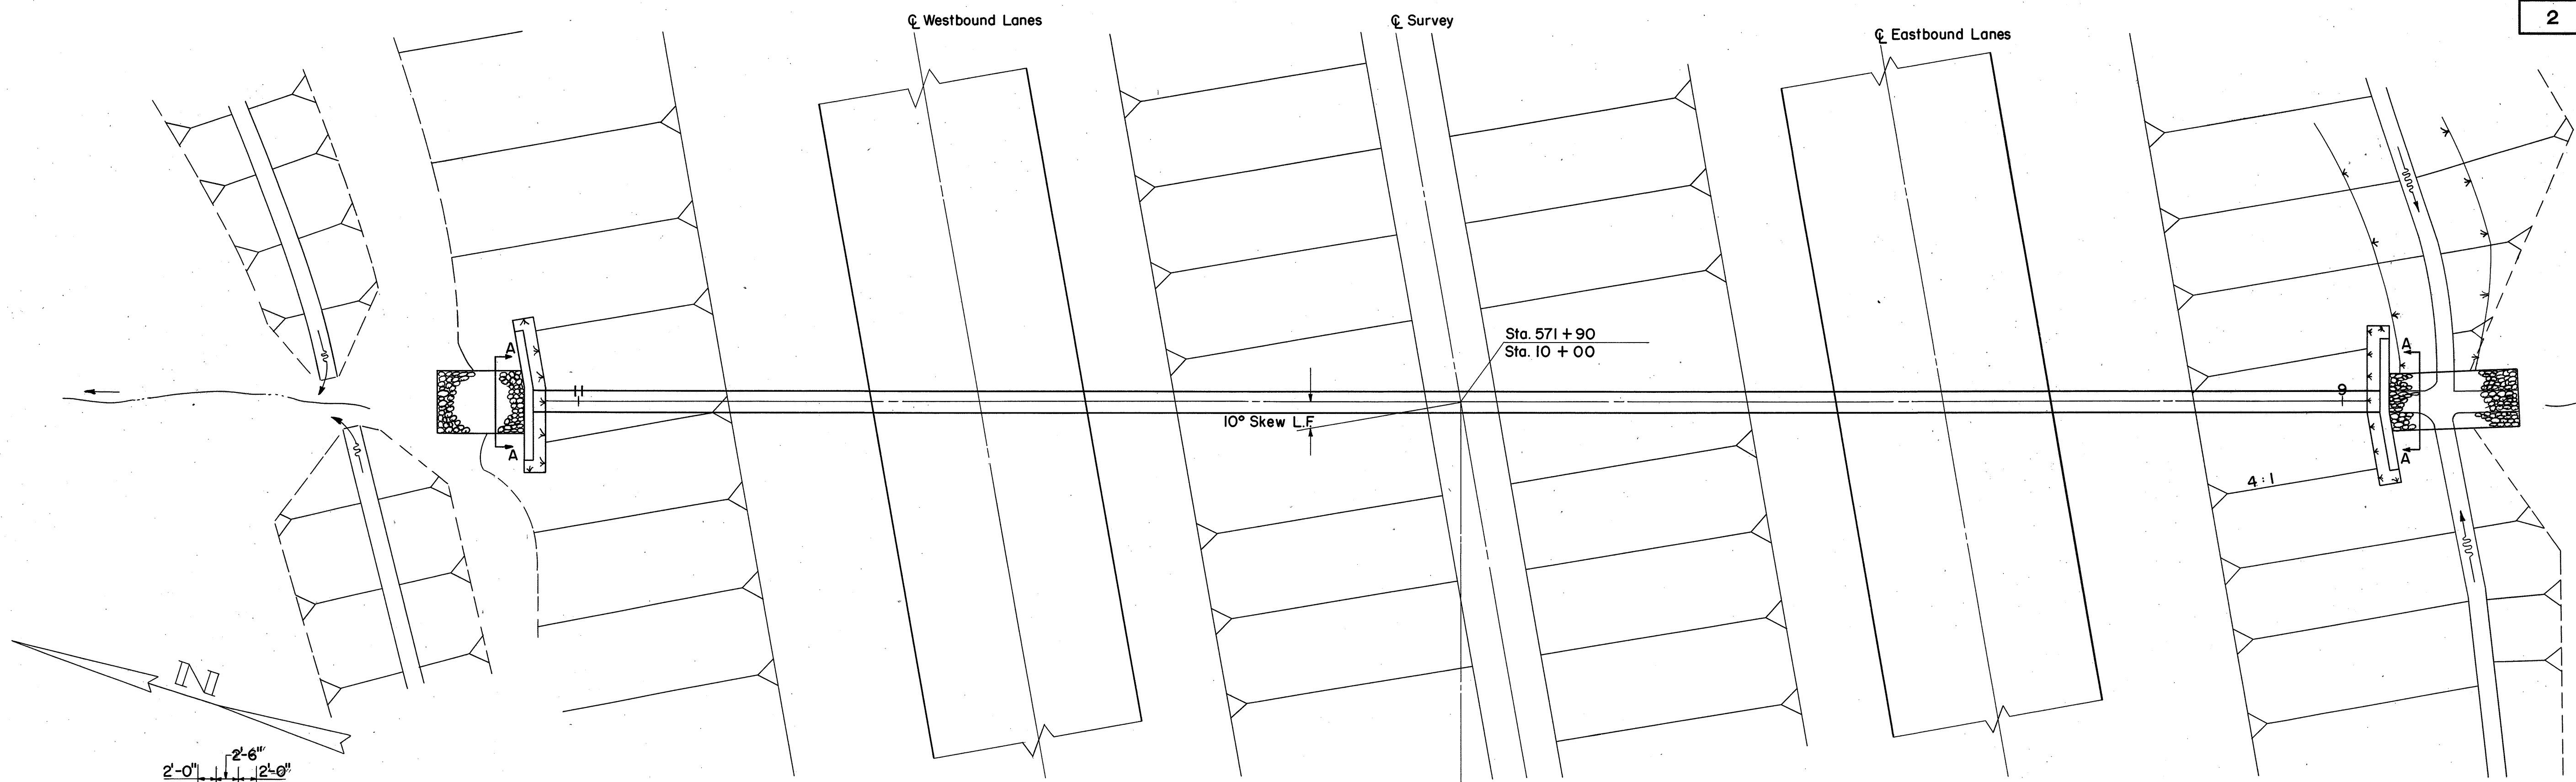 ℄ Westbound Lanes
℄ Survey
℄ Eastbound Lanes
2
Sta. 571 + 90
Sta. 10 + 00
A
A
11
9
10° Skew L.F.
A
A
4 : 1
N
2'-6"
2'-0" 2'-0"